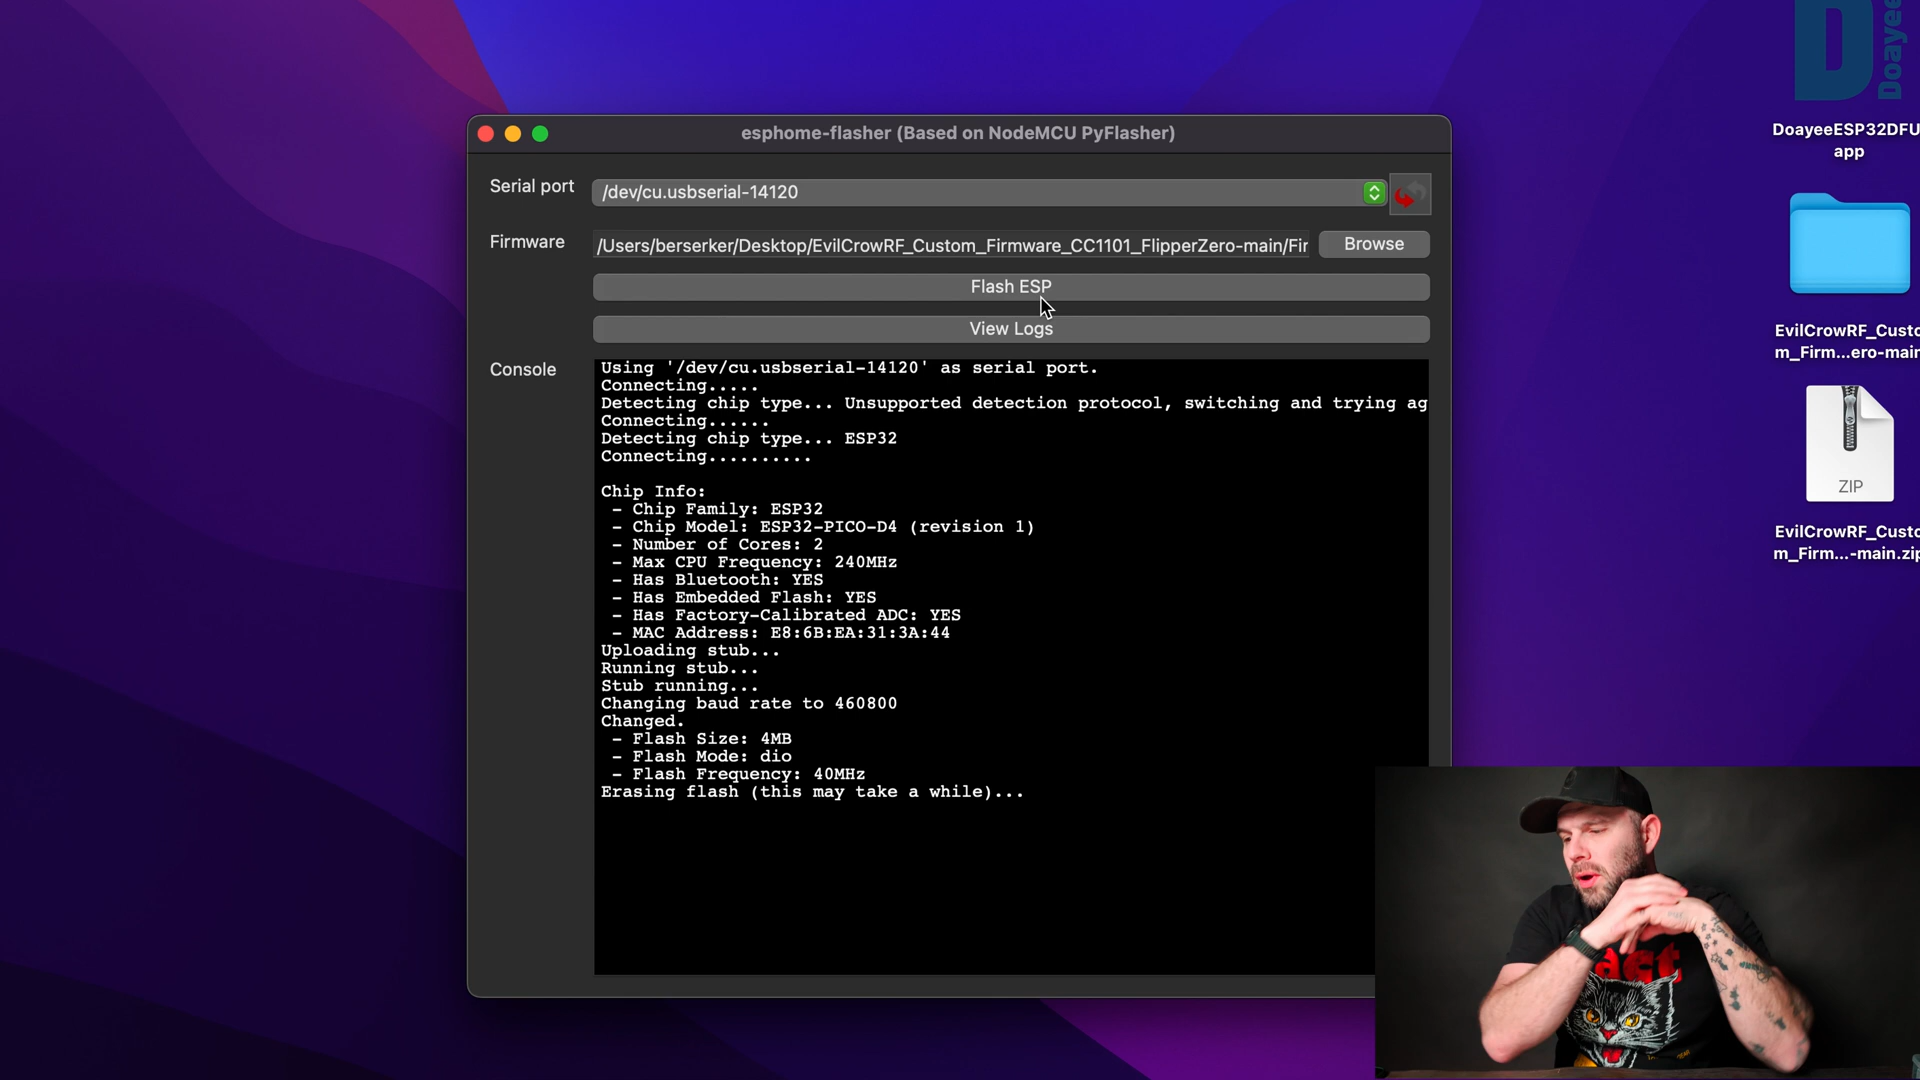 esphome-flasher (Based on NodeMCU PyFlasher)
Serial port
/dev/cu.usbserial-14120
Firmware
/Users/berserker/Desktop/EvilCrowRF_Custom_Firmware_CC1101_FlipperZero-main/Fir
Browse
Flash ESP
View Logs
Console
Using '/dev/cu.usbserial-14120' as serial port.
Connecting.....
Detecting chip type... Unsupported detection protocol, switching and trying ag
Connecting......
Detecting chip type... ESP32
Connecting..........
Chip Info:
- Chip Family: ESP32
- Chip Model: ESP32-PICO-D4 (revision 1)
- Number of Cores: 2
- Max CPU Frequency: 240MHz
- Has Bluetooth: YES
- Has Embedded Flash: YES
- Has Factory-Calibrated ADC: YES
- MAC Address: E8:6B:EA:31:3A:44
Uploading stub...
Running stub...
Stub running...
Changing baud rate to 460800
Changed.
- Flash Size: 4MB
- Flash Mode: dio
- Flash Frequency: 40MHz
Erasing flash (this may take a while)...
D
Doayee
DoayeeESP32DFU
app
EvilCrowRF_Custo
m_Firm...ero-main
ZIP
EvilCrowRF_Custo
m_Firm...-main.zip
act